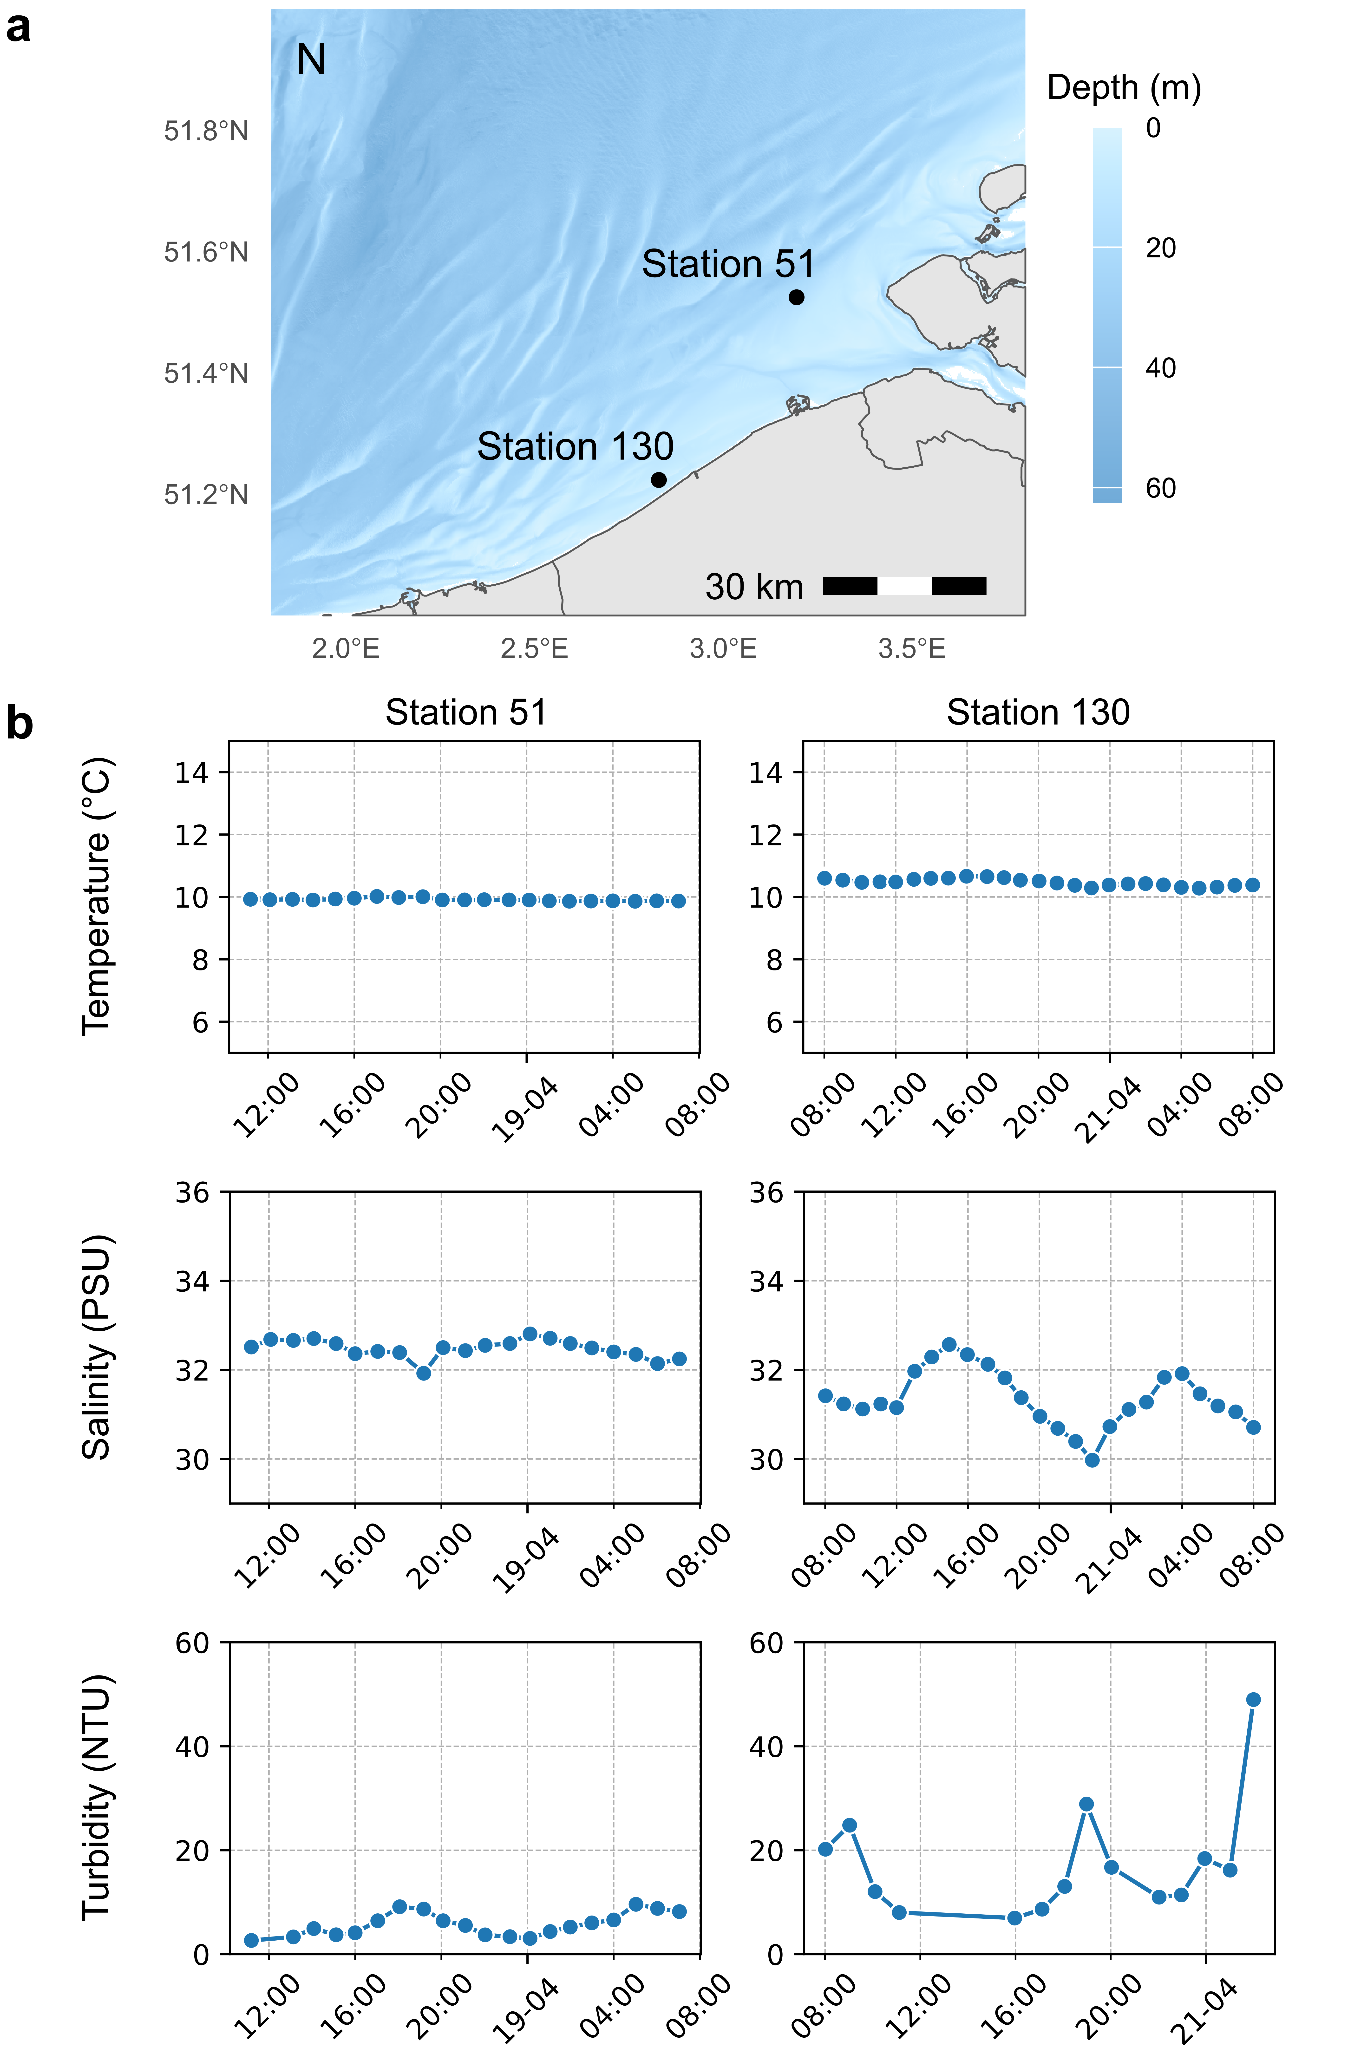 a
N
Depth (m)
0
20
40
60
51.8°N
51.6°N
51.4°N
51.2°N
Station 51
Station 130
30 km
2.0°E 2.5°E 3.0°E 3.5°E
b
Station 51 Station 130
Temperature (°C)
14
12
10
8
6
12:00 16:00 20:00 19-04 04:00 08:00
14
12
10
8
6
08:00 12:00 16:00 20:00 21-04 04:00 08:00
Salinity (PSU)
36
34
32
30
12:00 16:00 20:00 19-04 04:00 08:00
36
34
32
30
08:00 12:00 16:00 20:00 21-04 04:00 08:00
Turbidity (NTU)
60
40
20
0
12:00 16:00 20:00 19-04 04:00 08:00
60
40
20
0
08:00 12:00 16:00 20:00 21-04